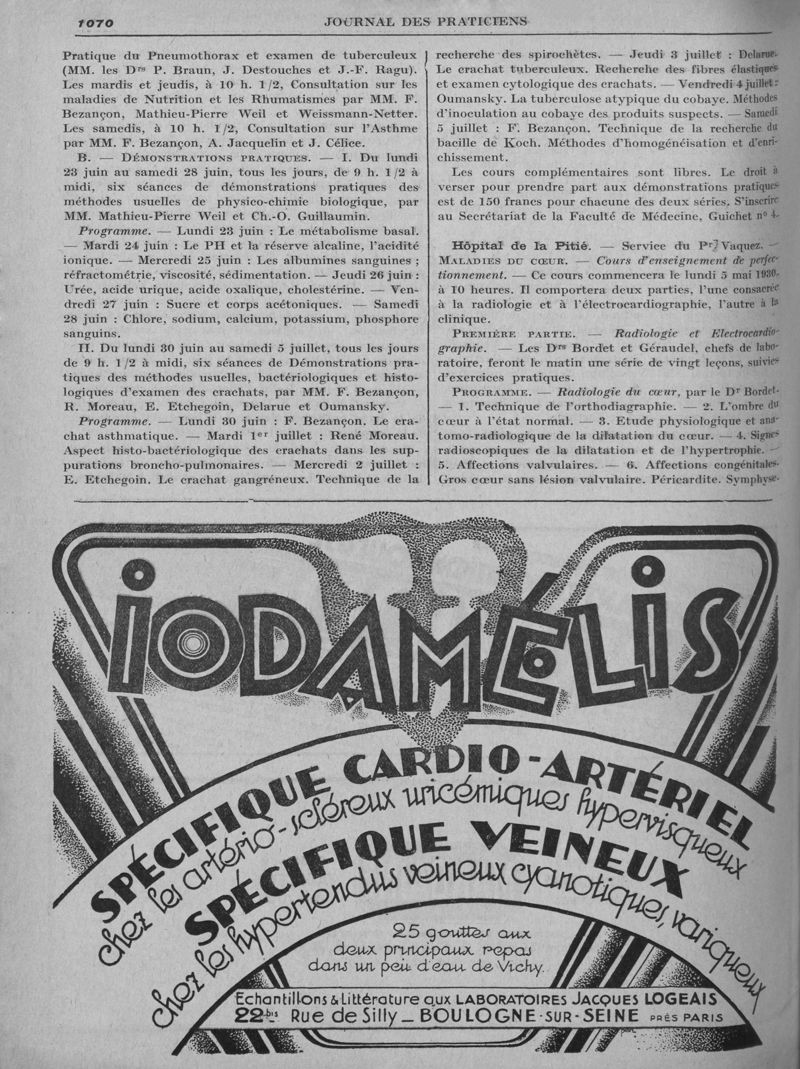 1070
JOURNAL DES PRATICIENS
Pratique du Pneumothorax et examen de tuberculeux
(MM. les Drs P. Braun, J. Destouches et J.-F. Ragu).
Les mardis et jeudis, à 10 h. 1/2, Consultation sur les
maladies de Nutrition et les Rhumatismes par MM. F.
Bezançon, Mathieu-Pierre Weil et Weissmann-Netter.
Les samedis, à 10 h. 1/2, Consultation sur l'Asthme
par MM. F. Bezançon, A. Jacquelin et J. Célice.
B. — DÉMONSTRATIONS PRATIQUES. — I. Du lundi
23 juin au samedi 28 juin, tous les jours, de 9 h. 1/2 à
midi, six séances de démonstrations pratiques des
méthodes usuelles de physico-chimie biologique, par
MM. Mathieu-Pierre Weil et Ch.-O. Guillaumin.
Programme. — Lundi 23 juin : Le métabolisme basal.
— Mardi 24 juin : Le PH et la réserve alcaline, l'acidité
ionique. — Mercredi 25 juin : Les albumines sanguines ;
réfractométrie, viscosité, sédimentation. — Jeudi 26 juin :
Urée, acide urique, acide oxalique, cholestérine. — Ven-
dredi 27 juin : Sucre et corps acétoniques. — Samedi
28 juin : Chlore, sodium, calcium, potassium, phosphore
sanguins.
II. Du lundi 30 juin au samedi 5 juillet, tous les jours
de 9 h. 1/2 à midi, six séances de Démonstrations pra-
tiques des méthodes usuelles, bactériologiques et histo-
logiques d'examen des crachats, par MM. F. Bezançon,
R. Moreau, E. Etchegoin, Delarue et Oumansky.
Programme. — Lundi 30 juin : F. Bezançon. Le cra-
chat asthmatique. — Mardi 1er juillet : René Moreau.
Aspect histo-bactériologique des crachats dans les sup-
purations broncho-pulmonaires. — Mercredi 2 juillet :
E. Etchegoin. Le crachat gangréneux. Technique de la
recherche des spirochètes. — Jeudi 3 juillet : Delarue.
Le crachat tuberculeux. Recherche des fibres élastiques
et examen cytologique des crachats. — Vendredi 4 juillet :
Oumansky. La tuberculose atypique du cobaye. Méthodes
d'inoculation au cobaye des produits suspects. — Samedi
5 juillet : F. Bezançon. Technique de la recherche du
bacille de Koch. Méthodes d'homogénéisation et d'enri-
chissement.
Les cours complémentaires sont libres. Le droit à
verser pour prendre part aux démonstrations pratiques
est de 150 francs pour chacune des deux séries. S'inscrire
au Secrétariat de la Faculté de Médecine, Guichet n° 4.
Hôpital de la Pitié. — Service du Pr Vaquez. —
MALADIES DU CŒUR. — Cours d'enseignement de perfec-
tionnement. — Ce cours commencera le lundi 5 mai 1930,
à 10 heures. Il comportera deux parties, l'une consacrée
à la radiologie et à l'électrocardiographie, l'autre à la
clinique.
PREMIÈRE PARTIE. — Radiologie et Electrocardio-
graphie. — Les Drs Bordet et Géraudel, chefs de labo-
ratoire, feront le matin une série de vingt leçons, suivies
d'exercices pratiques.
PROGRAMME. — Radiologie du cœur, par le Dr Bordet.
— 1. Technique de l'orthodiagraphie. — 2. L'ombre du
cœur à l'état normal. — 3. Etude physiologique et ana-
tomo-radiologique de la dilatation du cœur. — 4. Signes
radioscopiques de la dilatation et de l'hypertrophie. —
5. Affections valvulaires. — 6. Affections congénitales.
Gros cœur sans lésion valvulaire. Péricardite. Symphyse.
IODAMÉLIS
SPÉCIFIQUE CARDIO-ARTÉRIEL
chez les artério-scléreux uricémiques hypervisqueux
SPÉCIFIQUE VEINEUX
chez les hypertendus veineux cyanotiques, variqueux
25 gouttes aux
deux principaux repas
dans un peu d'eau de Vichy.
Echantillons & Littérature aux LABORATOIRES JACQUES LOGEAIS
22bis Rue de Silly _ BOULOGNE-SUR-SEINE PRÈS PARIS